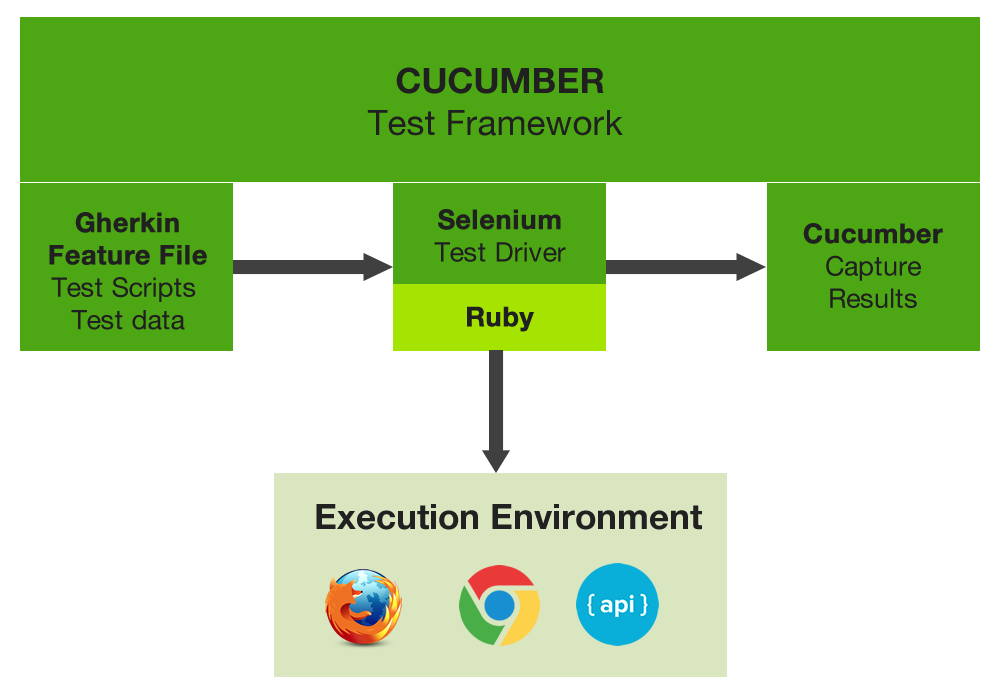 CUCUMBER
Test Framework
Gherkin
Feature File
Test Scripts
Test data
Selenium
Test Driver
Ruby
Cucumber
Capture
Results
Execution Environment
{ api }